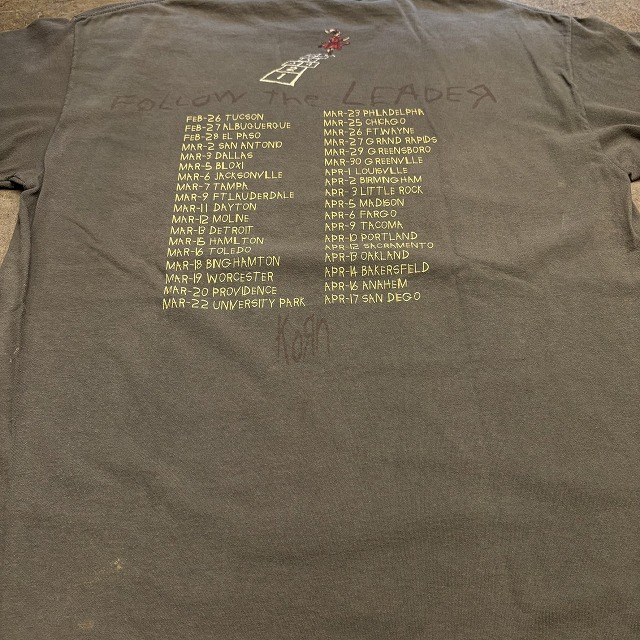 FOLLOW the LEADER
FEB-26 TUCSON
FEB-27 ALBUQUERQUE
FEB-28 EL PASO
MAR-2 SAN ANTONIO
MAR-3 DALLAS
MAR-5 BLOXI
MAR-6 JACKSONVILLE
MAR-7 TAMPA
MAR-9 FT LAUDERDALE
MAR-11 DAYTON
MAR-12 MOLINE
MAR-13 DETROIT
MAR-15 HAMILTON
MAR-16 TOLEDO
MAR-18 BINGHAMTON
MAR-19 WORCESTER
MAR-20 PROVIDENCE
MAR-22 UNIVERSITY PARK
MAR-23 PHILADELPHIA
MAR-25 CHICAGO
MAR-26 FT.WAYNE
MAR-27 GRAND RAPIDS
MAR-29 GREENSBORO
MAR-30 GREENVILLE
APR-1 LOUISVILLE
APR-2 BIRMINGHAM
APR-3 LITTLE ROCK
APR-5 MADISON
APR-6 FARGO
APR-9 TACOMA
APR-10 PORTLAND
APR-12 SACRAMENTO
APR-13 OAKLAND
APR-14 BAKERSFIELD
APR-16 ANAHEIM
APR-17 SAN DIEGO
KoRn